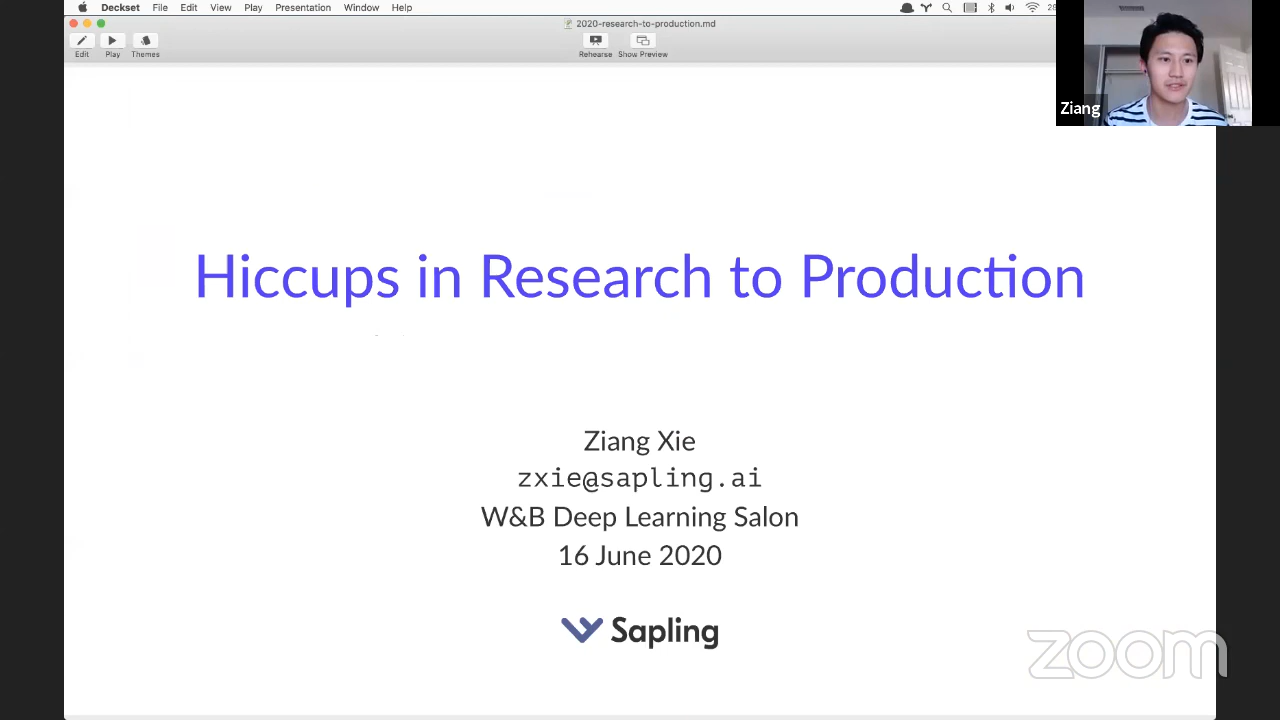 Deckset File Edit View Play Presentation Window Help
2020-research-to-production.md
Edit Play Themes Rehearse Show Preview
Ziang
Hiccups in Research to Production
Ziang Xie
zxie@sapling.ai
W&B Deep Learning Salon
16 June 2020
Sapling
zoom